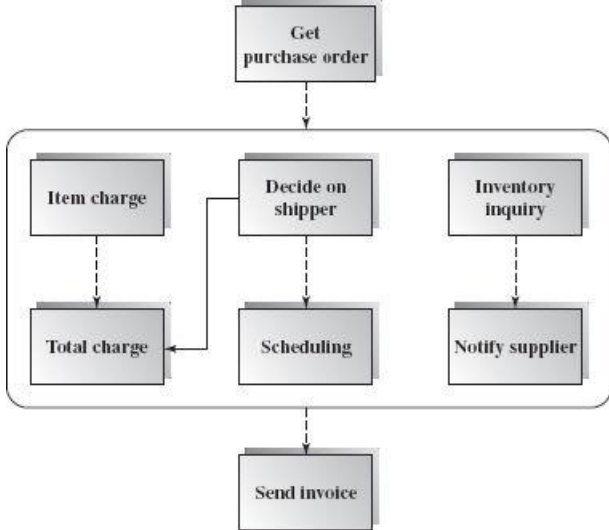 Get
purchase order
Item charge
Decide on
shipper
Inventory
inquiry
Total charge
Scheduling
Notify supplier
Send invoice